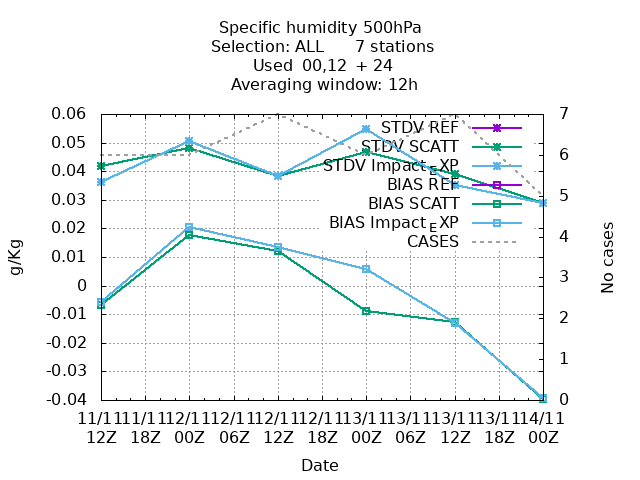 Specific humidity 500hPa
Selection: ALL 7 stations
Used 00,12 + 24
Averaging window: 12h
0.06
0.05
0.04
0.03
0.02
0.01
0
-0.01
-0.02
-0.03
-0.04
g/Kg
STDV REF
STDV SCATT
STDV Impact_EXP
BIAS REF
BIAS SCATT
BIAS Impact_EXP
CASES
7
6
5
4
3
2
1
0
No cases
11/11 11/11 12/11 12/11 12/11 12/11 13/11 13/11 13/11 13/11 14/11
12Z 18Z 00Z 06Z 12Z 18Z 00Z 06Z 12Z 18Z 00Z
Date